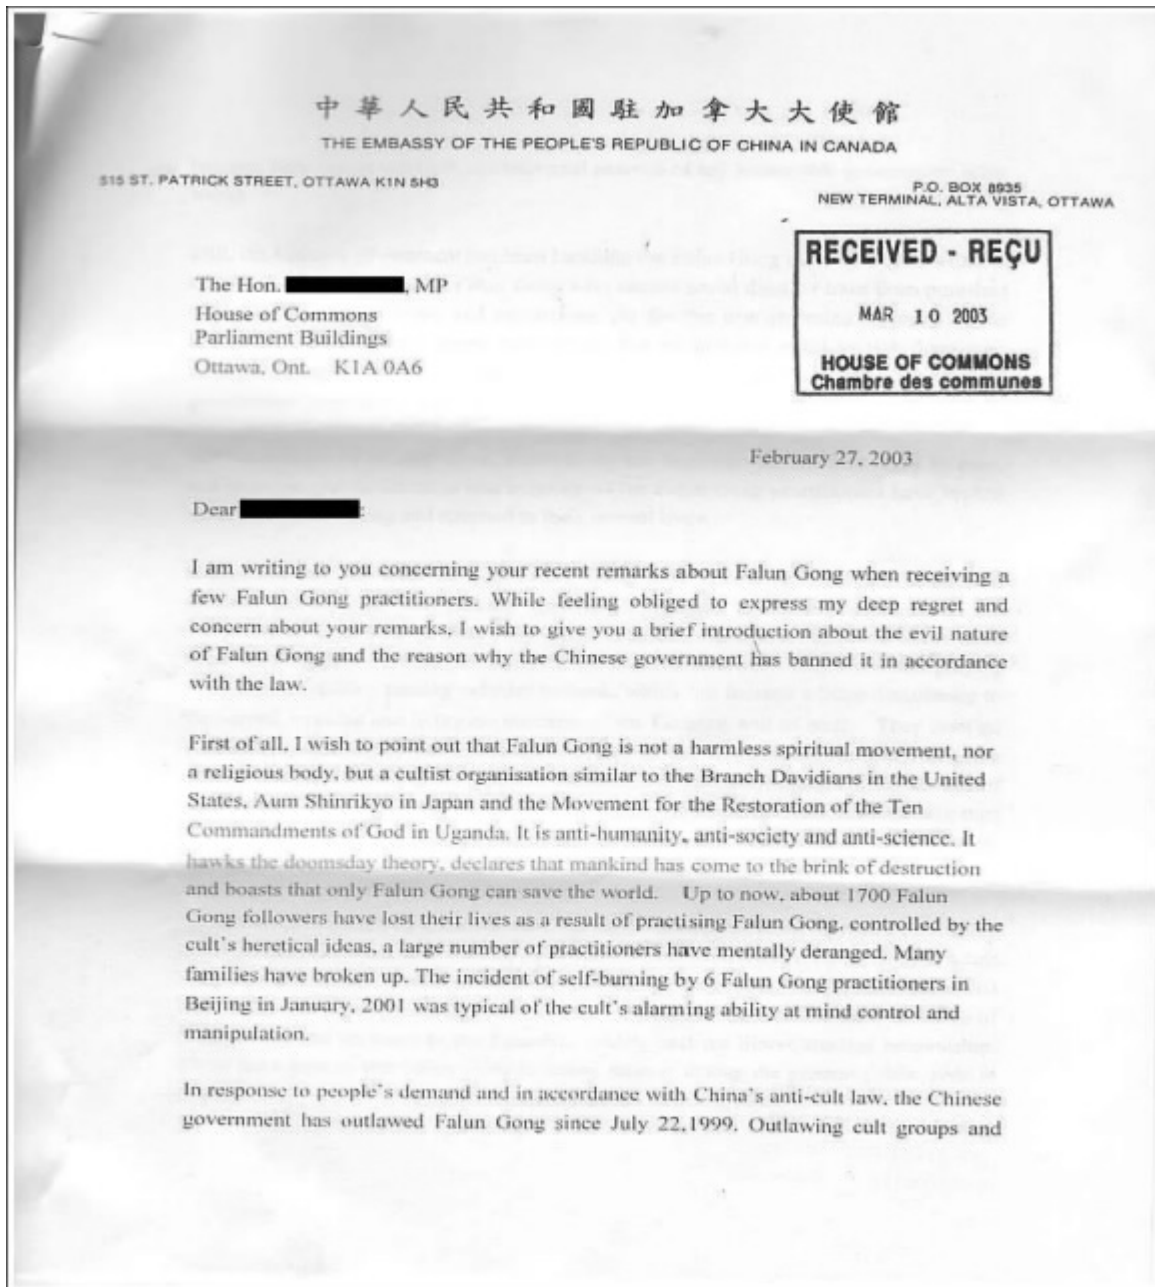 中華人民共和國駐加拿大大使館
THE EMBASSY OF THE PEOPLE'S REPUBLIC OF CHINA IN CANADA
515 ST. PATRICK STREET, OTTAWA K1N 5H3
P.O. BOX 8935
NEW TERMINAL, ALTA VISTA, OTTAWA
RECEIVED - REÇU
MAR 10 2003
HOUSE OF COMMONS
Chambre des communes
The Hon. , MP
House of Commons
Parliament Buildings
Ottawa, Ont. K1A 0A6
February 27, 2003
Dear :
I am writing to you concerning your recent remarks about Falun Gong when receiving a
few Falun Gong practitioners. While feeling obliged to express my deep regret and
concern about your remarks, I wish to give you a brief introduction about the evil nature
of Falun Gong and the reason why the Chinese government has banned it in accordance
with the law.
First of all, I wish to point out that Falun Gong is not a harmless spiritual movement, nor
a religious body, but a cultist organisation similar to the Branch Davidians in the United
States, Aum Shinrikyo in Japan and the Movement for the Restoration of the Ten
Commandments of God in Uganda. It is anti-humanity, anti-society and anti-science. It
hawks the doomsday theory, declares that mankind has come to the brink of destruction
and boasts that only Falun Gong can save the world. Up to now, about 1700 Falun
Gong followers have lost their lives as a result of practising Falun Gong, controlled by the
cult's heretical ideas, a large number of practitioners have mentally deranged. Many
families have broken up. The incident of self-burning by 6 Falun Gong practitioners in
Beijing in January, 2001 was typical of the cult's alarming ability at mind control and
manipulation.
In response to people's demand and in accordance with China's anti-cult law, the Chinese
government has outlawed Falun Gong since July 22,1999. Outlawing cult groups and